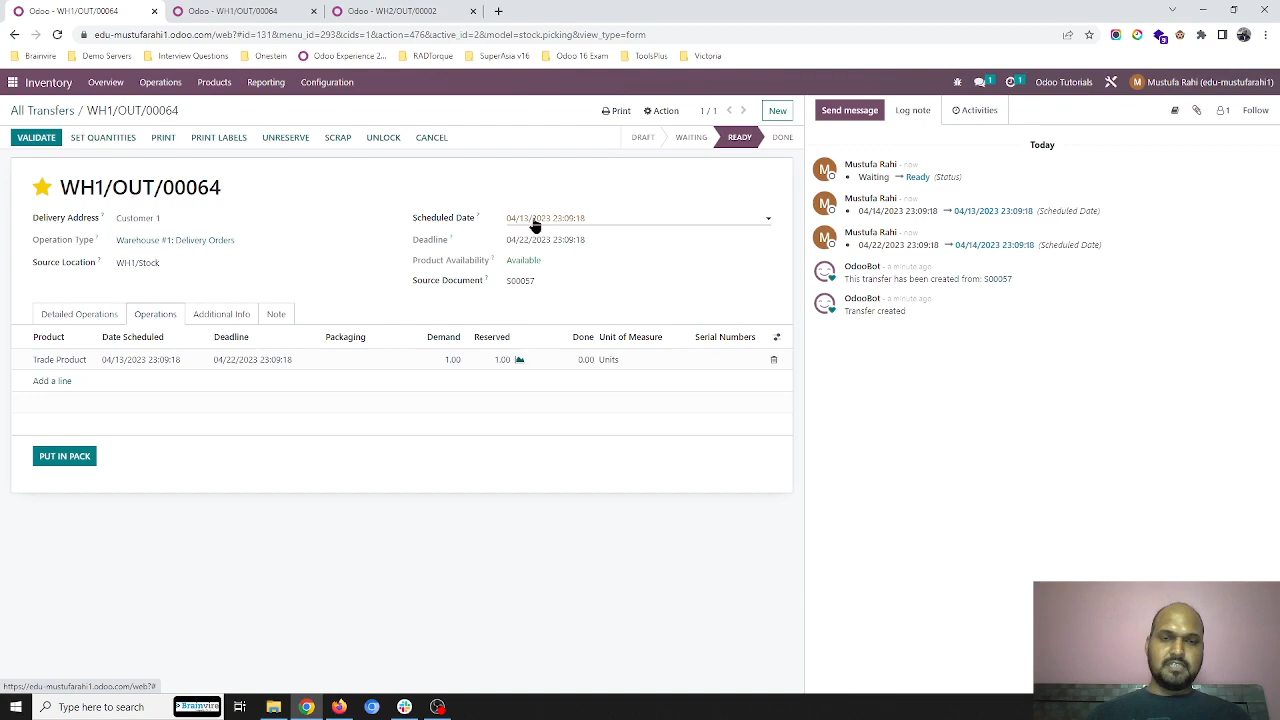 Odoo - WH1/OUT/00064
Odoo - WH1/OUT/00064
Odoo - WH2/OUT/00002
edu-mustufarahi1.odoo.com/web?#id=131&menu_id=293&cids=1&action=476&active_id=2&model=stock.picking&view_type=form
Brainvire
Demo Servers
Interview Questions
Onestein
Odoo Experience 2...
RADTorque
SuperAsia v16
Odoo 16 Exam
ToolsPlus
Victoria
Inventory
Overview
Operations
Products
Reporting
Configuration
1
1
Odoo Tutorials
Mustufa Rahi (edu-mustufarahi1)
All Transfers / WH1/OUT/00064
Print
Action
1 / 1
New
Send message
Log note
Activities
1
Follow
VALIDATE
SET QUANTITIES
PRINT
PRINT LABELS
UNRESERVE
SCRAP
UNLOCK
CANCEL
DRAFT
WAITING
READY
DONE
WH1/OUT/00064
Delivery Address ?
Customer 1
Operation Type ?
Warehouse #1: Delivery Orders
Source Location ?
WH1/Stock
Scheduled Date ?
04/13/2023 23:09:18
Deadline ?
04/22/2023 23:09:18
Product Availability ?
Available
Source Document ?
S00057
Detailed Operations
Operations
Additional Info
Note
Product
Date Scheduled
Deadline
Packaging
Demand
Reserved
Done
Unit of Measure
Serial Numbers
Trade Product
04/13/2023 23:09:18
04/22/2023 23:09:18
1.00
1.00
0.00
Units
Add a line
PUT IN PACK
Today
M
Mustufa Rahi - now
Waiting → Ready (Status)
M
Mustufa Rahi - now
04/14/2023 23:09:18 → 04/13/2023 23:09:18 (Scheduled Date)
M
Mustufa Rahi - now
04/22/2023 23:09:18 → 04/14/2023 23:09:18 (Scheduled Date)
OdooBot - a minute ago
This transfer has been created from: S00057
OdooBot - a minute ago
Transfer created
https://edu-mustufarahi1.odoo.com/web?#
Type here to search
>Brainvire